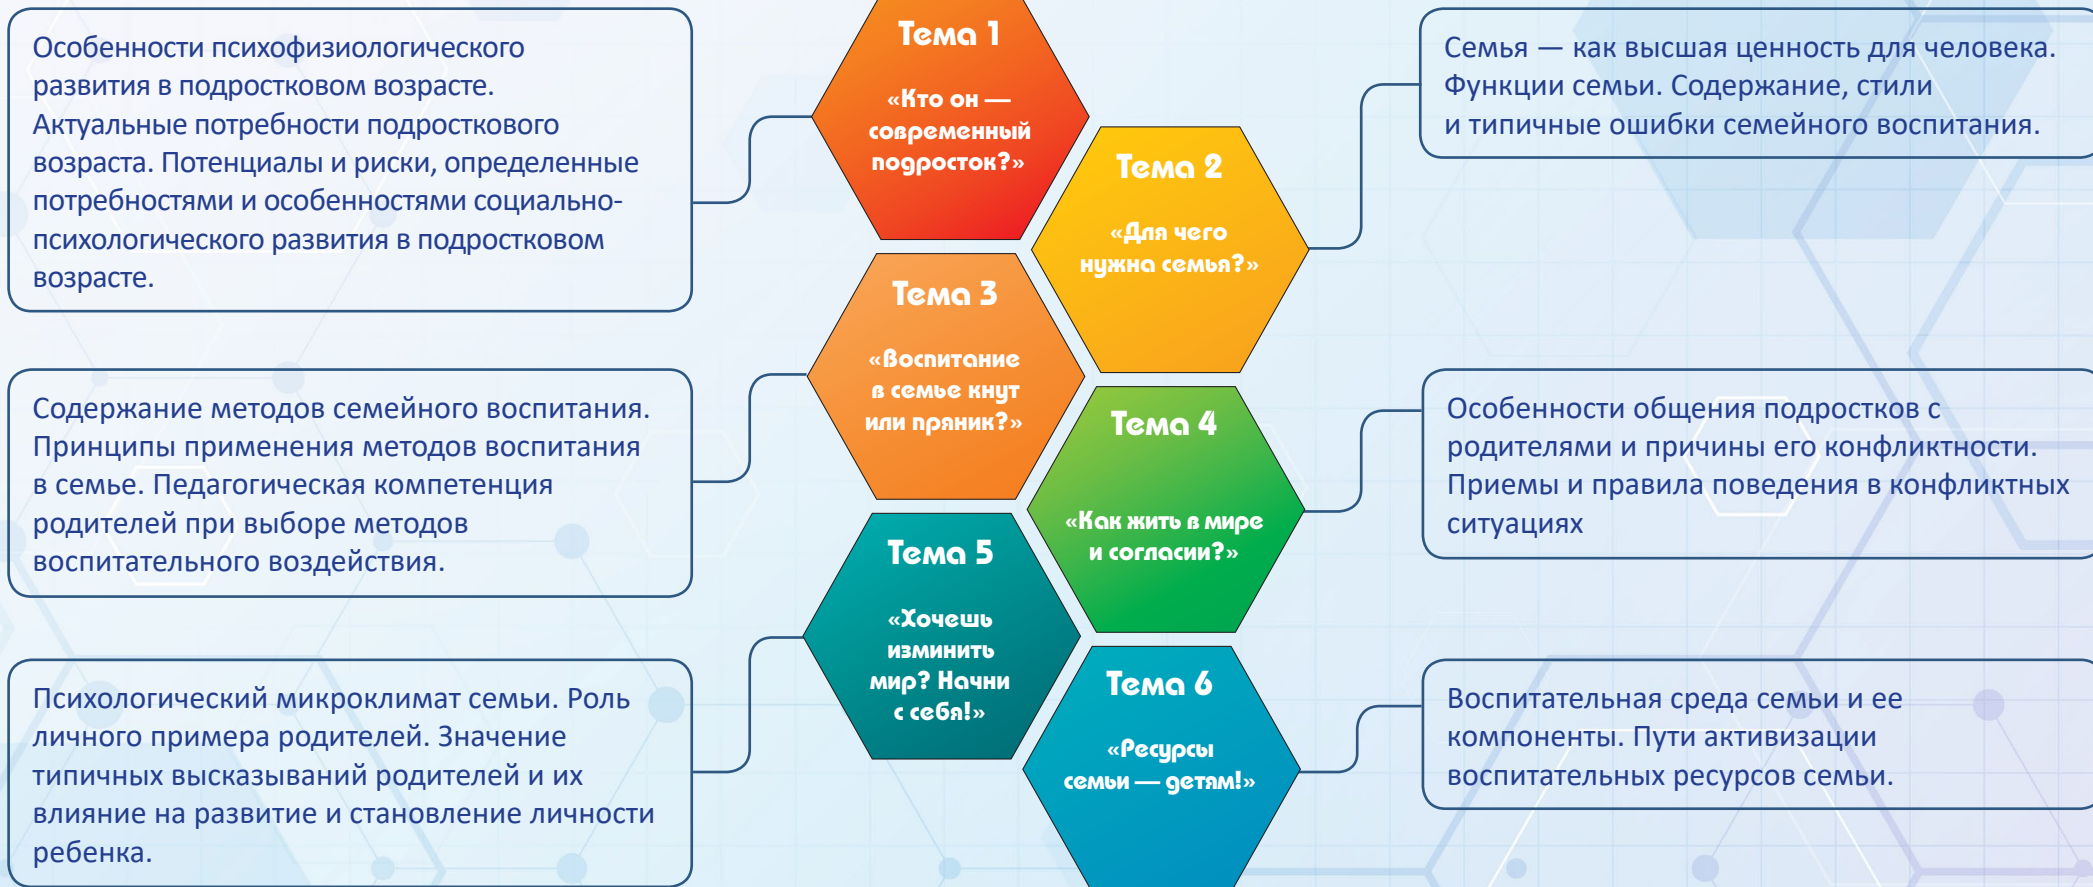 Особенности психофизиологического
развития в подростковом возрасте.
Актуальные потребности подросткового
возраста. Потенциалы и риски, определенные
потребностями и особенностями социально-
психологического развития в подростковом
возрасте.
Тема 1
«Кто он —
современный
подросток?»
Семья — как высшая ценность для человека.
Функции семьи. Содержание, стили
и типичные ошибки семейного воспитания.
Тема 2
«Для чего
нужна семья?»
Содержание методов семейного воспитания.
Принципы применения методов воспитания
в семье. Педагогическая компетенция
родителей при выборе методов
воспитательного воздействия.
Тема 3
«Воспитание
в семье кнут
или пряник?»
Тема 4
«Как жить в мире
и согласии?»
Особенности общения подростков с
родителями и причины его конфликтности.
Приемы и правила поведения в конфликтных
ситуациях
Психологический микроклимат семьи. Роль
личного примера родителей. Значение
типичных высказываний родителей и их
влияние на развитие и становление личности
ребенка.
Тема 5
«Хочешь
изминить
мир? Начни
с себя!»
Тема 6
«Ресурсы
семьи — детям!»
Воспитательная среда семьи и ее
компоненты. Пути активизации
воспитательных ресурсов семьи.